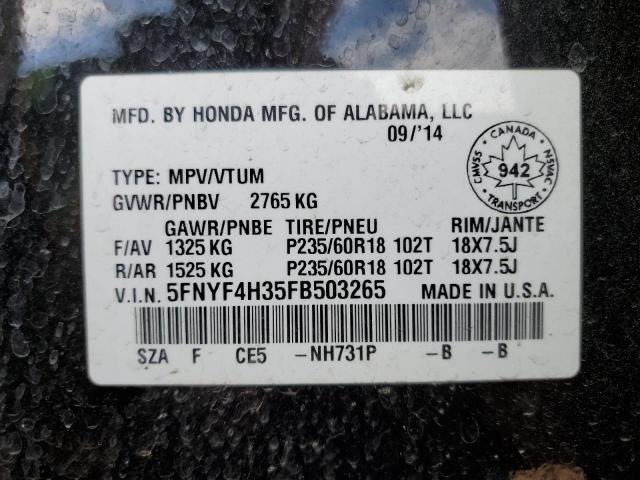 MFD. BY HONDA MFG. OF ALABAMA, LLC
09/'14
CANADA
CMVSS 942 NSVAC
TRANSPORT
TYPE: MPV/VTUM
GVWR/PNBV 2765 KG
GAWR/PNBE TIRE/PNEU RIM/JANTE
F/AV 1325 KG P235/60R18 102T 18X7.5J
R/AR 1525 KG P235/60R18 102T 18X7.5J
V.I.N. 5FNYF4H35FB503265 MADE IN U.S.A.
SZA F CE5 -NH731P -B -B